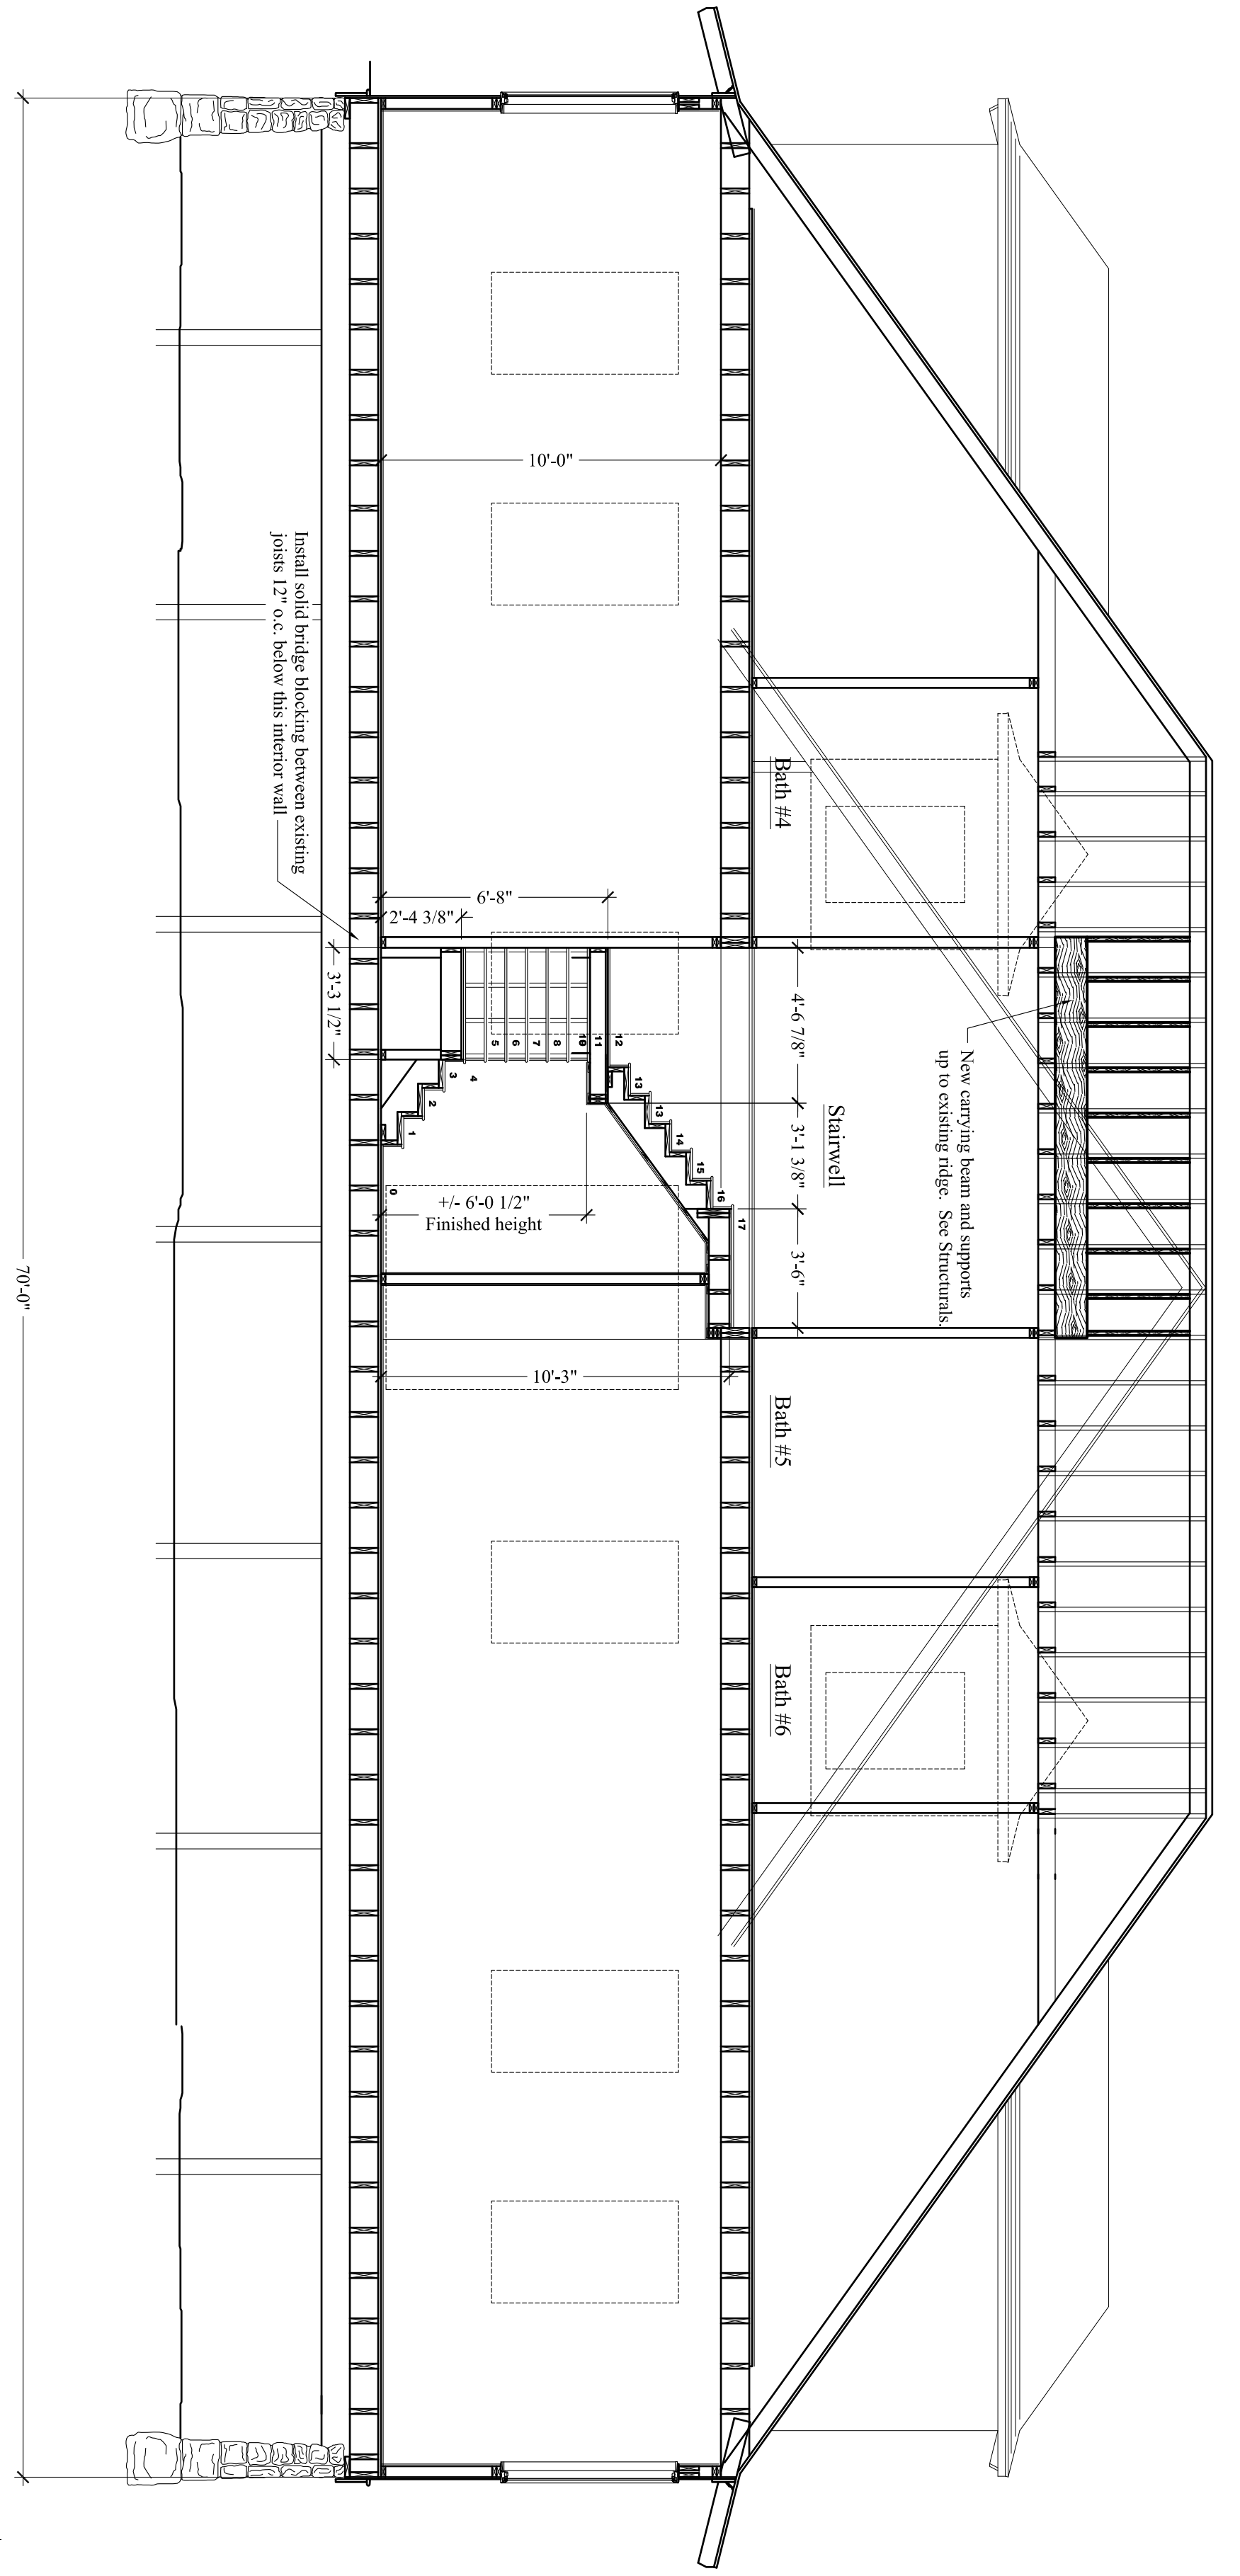 70'-0"
Install solid bridge blocking between existing
joists 12" o.c. below this interior wall
10'-0"
6'-8"
2'-4 3/8"
3'-3 1/2"
Bath #4
Stairwell
4'-6 7/8"
3'-1 3/8"
3'-6"
New carrying beam and supports
up to existing ridge. See Structurals.
0
1
2
3
4
5
6
7
8
10
11
12
13
13
14
15
16
17
+/- 6'-0 1/2"
Finished height
10'-3"
Bath #5
Bath #6